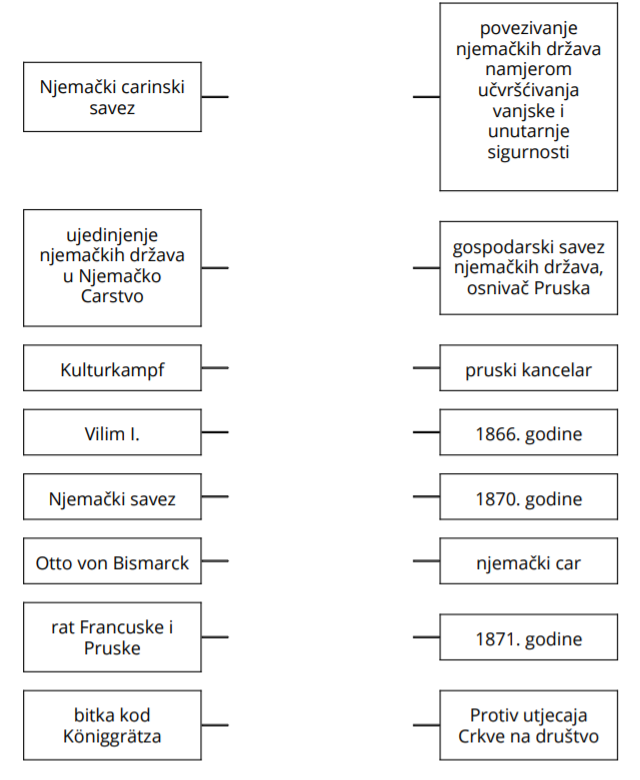 Njemački carinski
savez
povezivanje
njemačkih država
namjerom
učvršćivanja
vanjske i
unutarnje
sigurnosti
ujedinjenje
njemačkih država
u Njemačko
Carstvo
gospodarski savez
njemačkih država,
osnivač Pruska
Kulturkampf
pruski kancelar
Vilim I.
1866. godine
Njemački savez
1870. godine
Otto von Bismarck
njemački car
rat Francuske i
Pruske
1871. godine
bitka kod
Königgrätza
Protiv utjecaja
Crkve na društvo